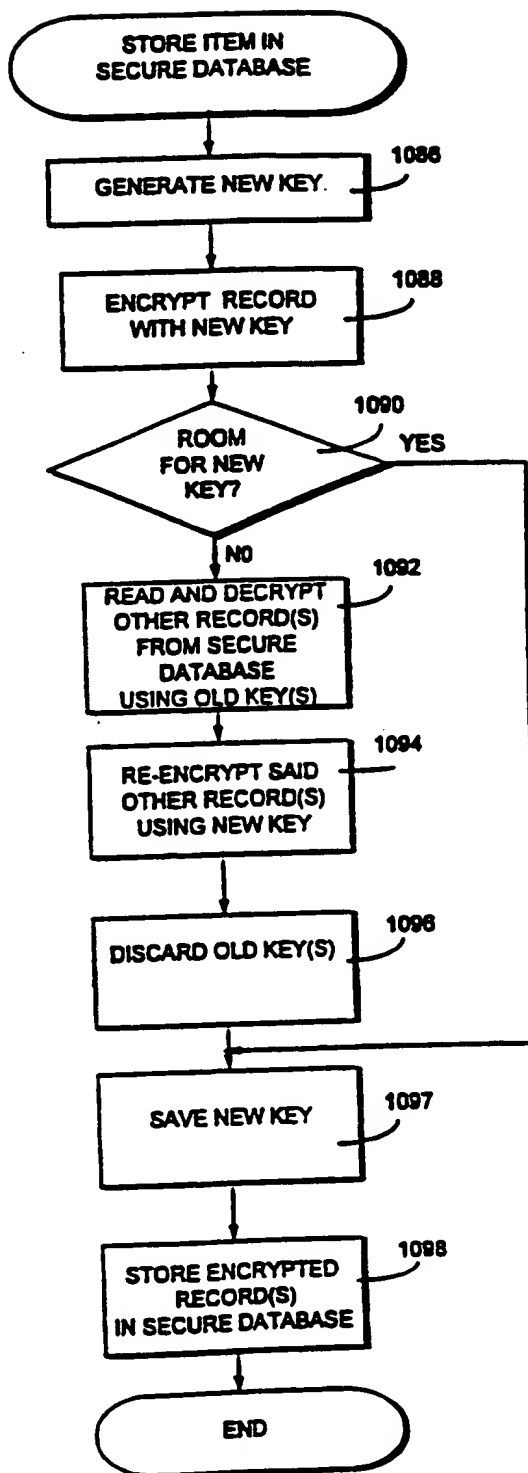 STORE ITEM IN
SECURE DATABASE
1086
GENERATE NEW KEY.
1088
ENCRYPT RECORD
WITH NEW KEY
1090
ROOM
FOR NEW
KEY?
YES
NO
1092
READ AND DECRYPT
OTHER RECORD(S)
FROM SECURE
DATABASE
USING OLD KEY(S)
1094
RE-ENCRYPT SAID
OTHER RECORD(S)
USING NEW KEY
1096
DISCARD OLD KEY(S)
1097
SAVE NEW KEY
1098
STORE ENCRYPTED
RECORD(S)
IN SECURE DATABASE
END